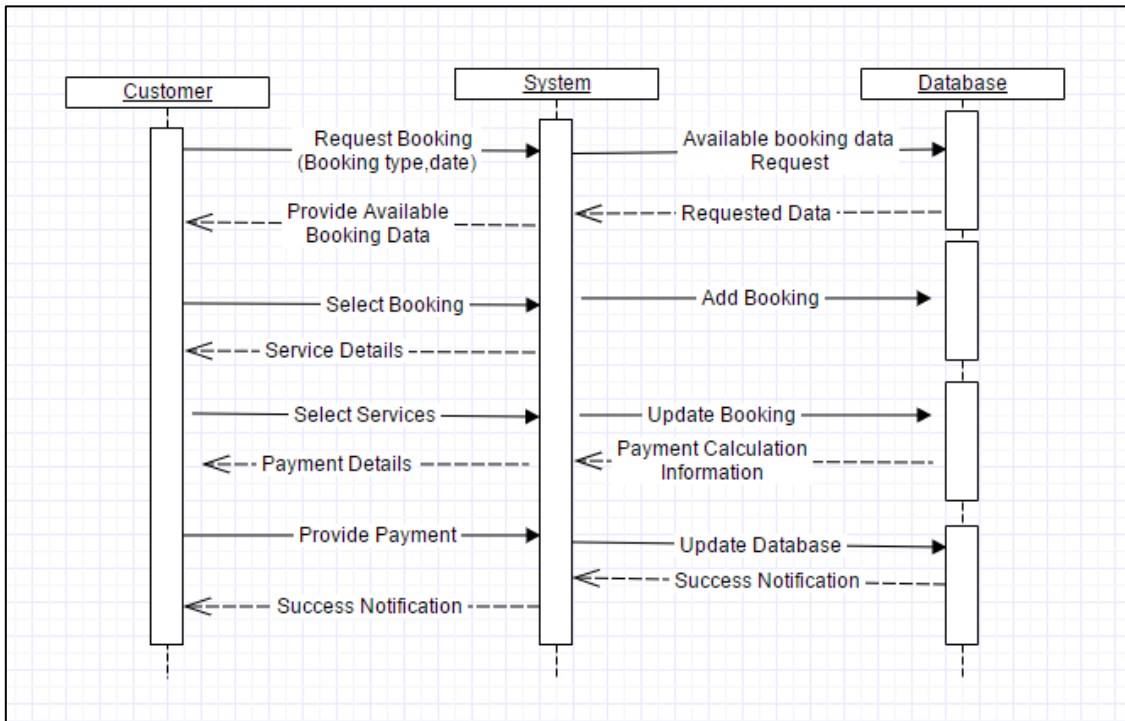 Customer
System
Database
Request Booking
(Booking type,date)
Available booking data
Request
Provide Available
Booking Data
Requested Data
Select Booking
Add Booking
Service Details
Select Services
Update Booking
Payment Details
Payment Calculation
Information
Provide Payment
Update Database
Success Notification
Success Notification